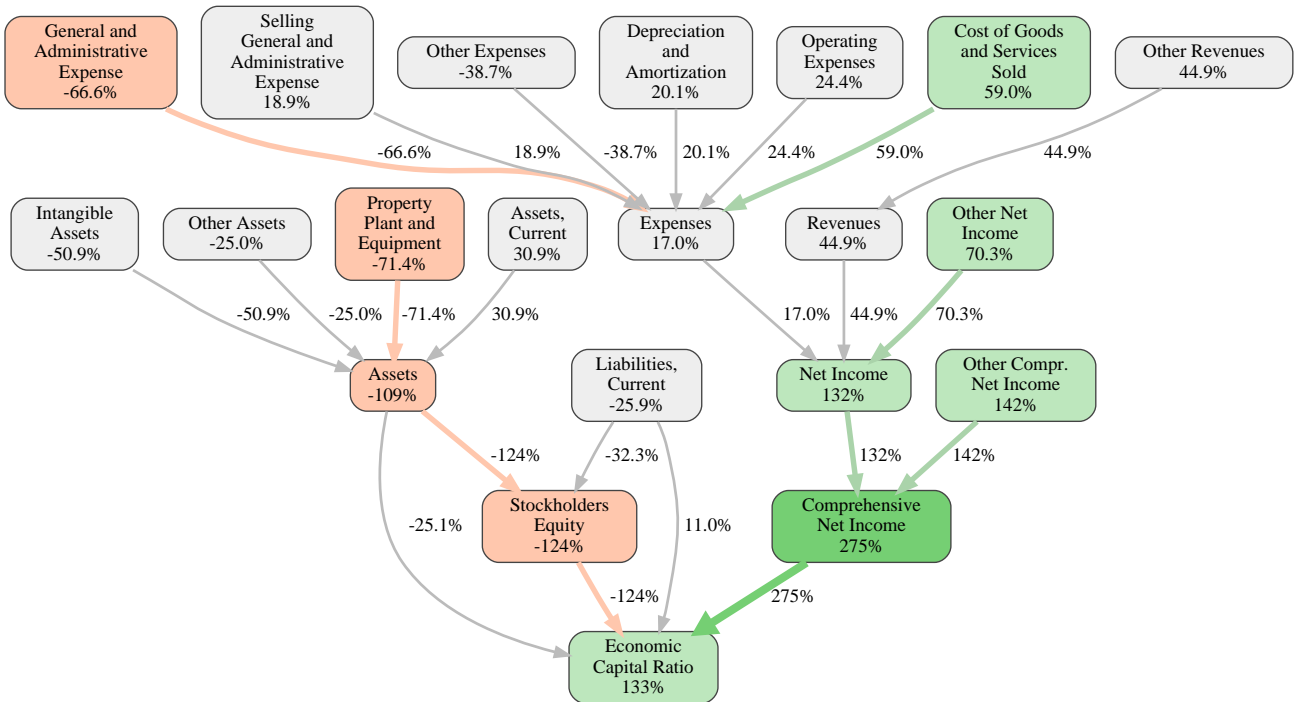 General and
Administrative
Expense
-66.6%
Selling
General and
Administrative
Expense
18.9%
Other Expenses
-38.7%
Depreciation
and
Amortization
20.1%
Operating
Expenses
24.4%
Cost of Goods
and Services
Sold
59.0%
Other Revenues
44.9%
-66.6%
18.9%
-38.7%
20.1%
24.4%
59.0%
44.9%
Intangible
Assets
-50.9%
Other Assets
-25.0%
Property
Plant and
Equipment
-71.4%
Assets,
Current
30.9%
Expenses
17.0%
Revenues
44.9%
Other Net
Income
70.3%
-50.9%
-25.0%
-71.4%
30.9%
17.0%
44.9%
70.3%
Assets
-109%
Liabilities,
Current
-25.9%
Net Income
132%
Other Compr.
Net Income
142%
-124%
-32.3%
132%
142%
-25.1%
Stockholders
Equity
-124%
11.0%
Comprehensive
Net Income
275%
-124%
275%
Economic
Capital Ratio
133%